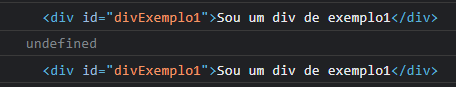 <div id="divExemplo1">Sou um div de exemplo1</div>
undefined
<div id="divExemplo1">Sou um div de exemplo1</div>